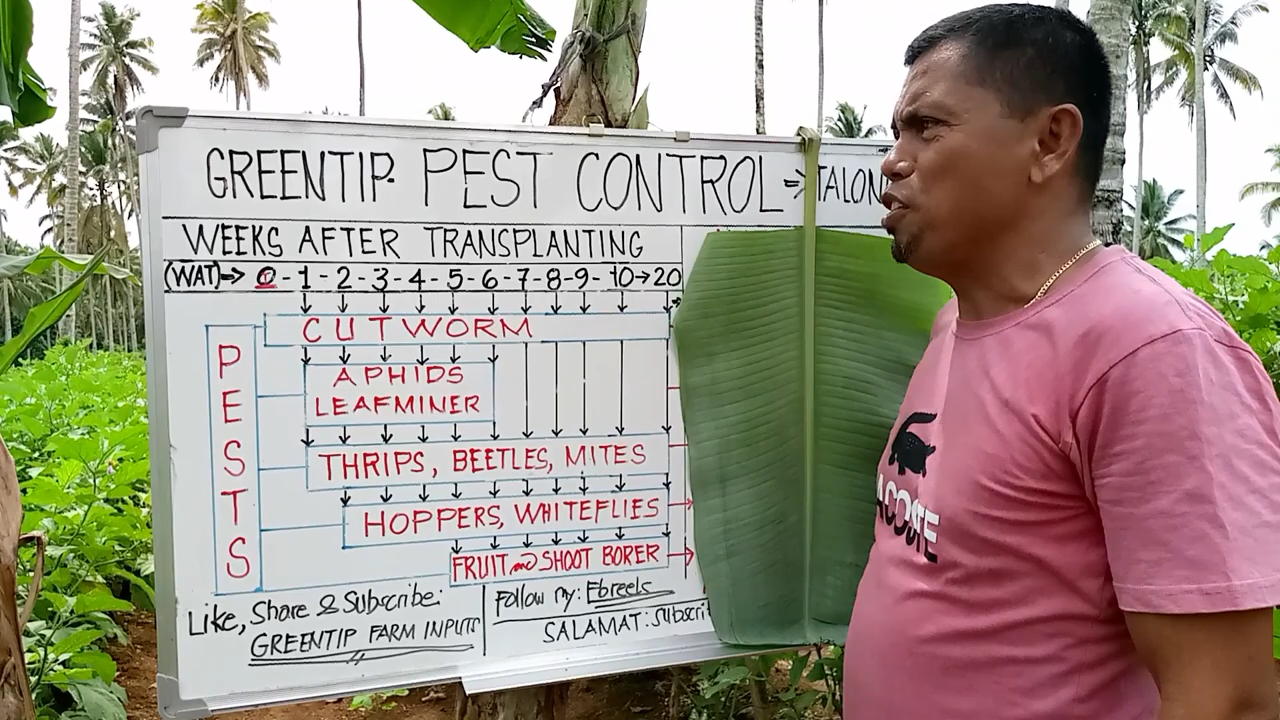 GREENTIP PEST CONTROL => TALON
WEEKS AFTER TRANSPLANTING
(WAT)=> 0 - 1 - 2 - 3 - 4 - 5 - 6 - 7 - 8 - 9 - 10 → 20
PESTS
CUTWORM
APHIDS
LEAFMINER
THRIPS, BEETLES, MITES
HOPPERS, WHITEFLIES
FRUIT and SHOOT BORER
Like, Share & Subscribe:
GREENTIP FARM INPUTS
Follow my: Fbreels
SALAMAT: Subscri
ACOSTE